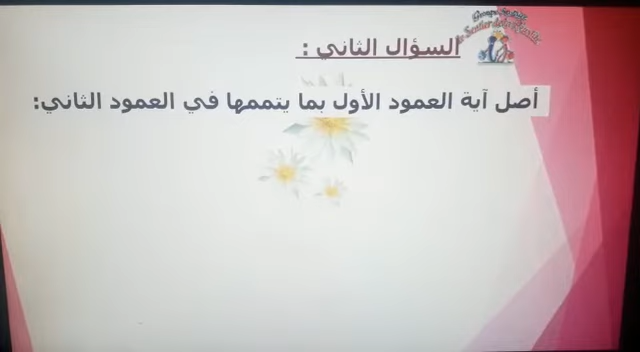 السؤال الثاني :
أصل آية العمود الأول بما يتممها في العمود الثاني: